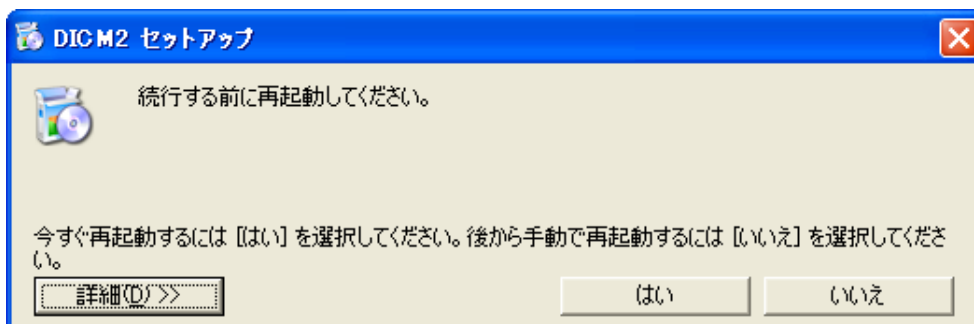 DICM2 セットアップ
続行する前に再起動してください。
今すぐ再起動するには [はい] を選択してください。後から手動で再起動するには [いいえ] を選択してくださ
い。
詳細(D) >>
はい
いいえ